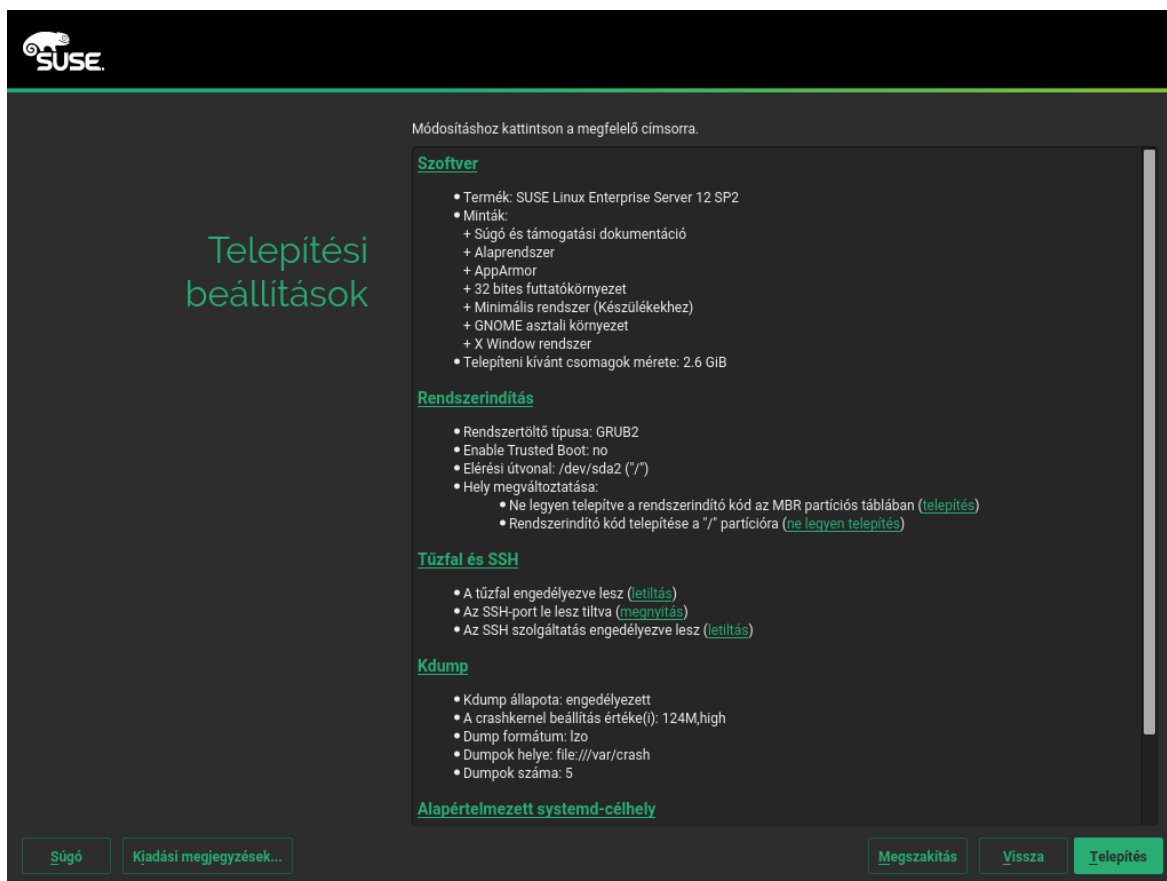 SUSE.
Módosításhoz kattintson a megfelelő címsorra.
Telepítési
beállítások
Szoftver
• Termék: SUSE Linux Enterprise Server 12 SP2
• Minták:
+ Súgó és támogatási dokumentáció
+ Alaprendszer
+ AppArmor
+ 32 bites futtatókörnyezet
+ Minimális rendszer (Készülékekhez)
+ GNOME asztali környezet
+ X Window rendszer
• Telepíteni kívánt csomagok mérete: 2.6 GiB
Rendszerindítás
• Rendszertöltő típusa: GRUB2
• Enable Trusted Boot: no
• Elérési útvonal: /dev/sda2 ("/")
• Hely megváltoztatása:
• Ne legyen telepítve a rendszerindító kód az MBR partíciós táblában (telepítés)
• Rendszerindító kód telepítése a "/" partícióra (ne legyen telepítés)
Tűzfal és SSH
• A tűzfal engedélyezve lesz (letiltás)
• Az SSH-port le lesz tiltva (megnyitás)
• Az SSH szolgáltatás engedélyezve lesz (letiltás)
Kdump
• Kdump állapota: engedélyezett
• A crashkernel beállítás értéke(i): 124M,high
• Dump formátum: lzo
• Dumpok helye: file:///var/crash
• Dumpok száma: 5
Alapértelmezett systemd-célhely
Súgó
Kiadási megjegyzések...
Megszakítás
Vissza
Telepítés